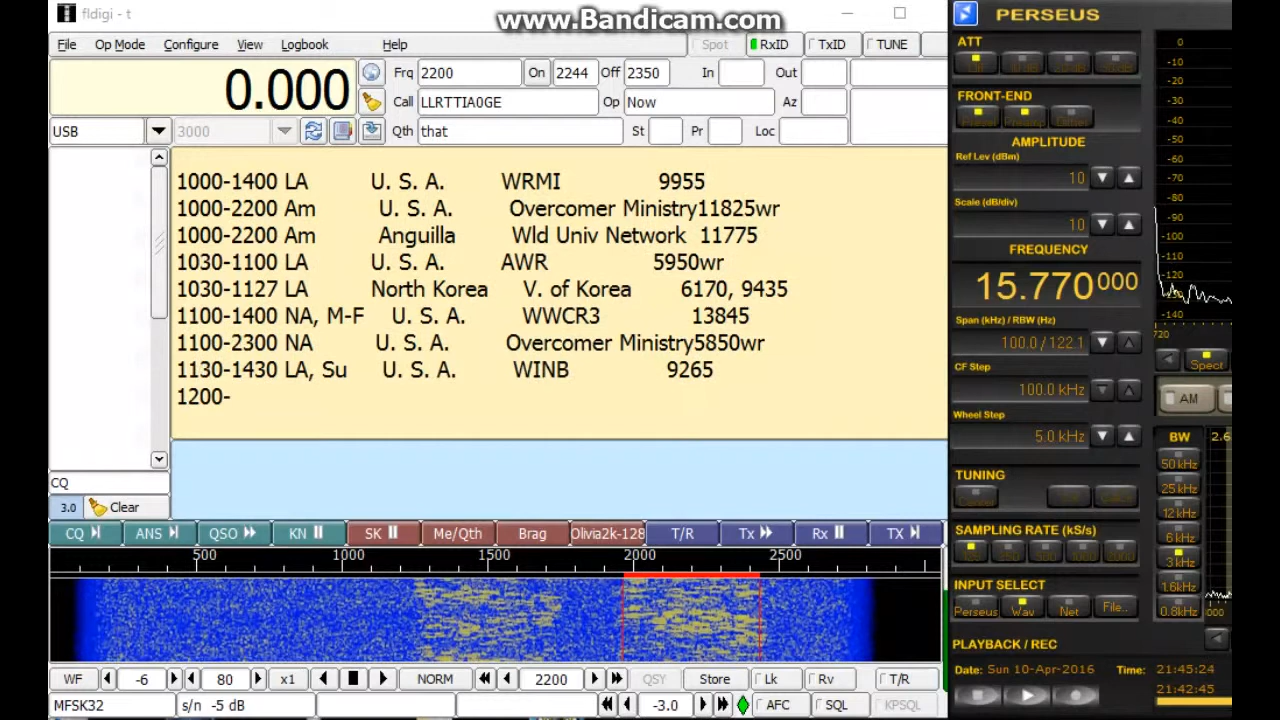 www.Bandicam.com
fldigi - t
File Op Mode Configure View Logbook Help Spot RxID TxID TUNE
0.000 Frq 2200 On 2244 Off 2350 In Out
Call LLRTTIA0GE Op Now Az
USB 3000 Qth that St Pr Loc
1000-1400 LA U. S. A. WRMI 9955
1000-2200 Am U. S. A. Overcomer Ministry11825wr
1000-2200 Am Anguilla Wld Univ Network 11775
1030-1100 LA U. S. A. AWR 5950wr
1030-1127 LA North Korea V. of Korea 6170, 9435
1100-1400 NA, M-F U. S. A. WWCR3 13845
1100-2300 NA U. S. A. Overcomer Ministry5850wr
1130-1430 LA, Su U. S. A. WINB 9265
1200-
CQ
3.0 Clear
CQ ANS QSO KN SK Me/Qth Brag Olivia2k-128 T/R Tx Rx TX
500 1000 1500 2000 2500
WF -6 80 x1 NORM 2200 QSY Store Lk Rv T/R
MFSK32 s/n -5 dB -3.0 AFC SQL KPSQL
PERSEUS
ATT
FRONT-END
AMPLITUDE
Ref Lev (dBm)
10
Scale (dB/div)
10
FREQUENCY
15.770000
Span (kHz) / RBW (Hz)
100.0 / 122.1
CF Step
100.0 kHz
Wheel Step
5.0 kHz
TUNING
SAMPLING RATE (kS/s)
INPUT SELECT
Perseus Wav Net File..
PLAYBACK / REC
Date: Sun 10-Apr-2016 Time: 21:45:24
21:42:45
0
-10
-20
-30
-40
-50
-60
-70
-80
-90
-100
-110
-120
-140
720
Spect
AM
BW 2.6
50 kHz
25 kHz
12 kHz
6 kHz
3 kHz
1.6kHz
0.8kHz
000